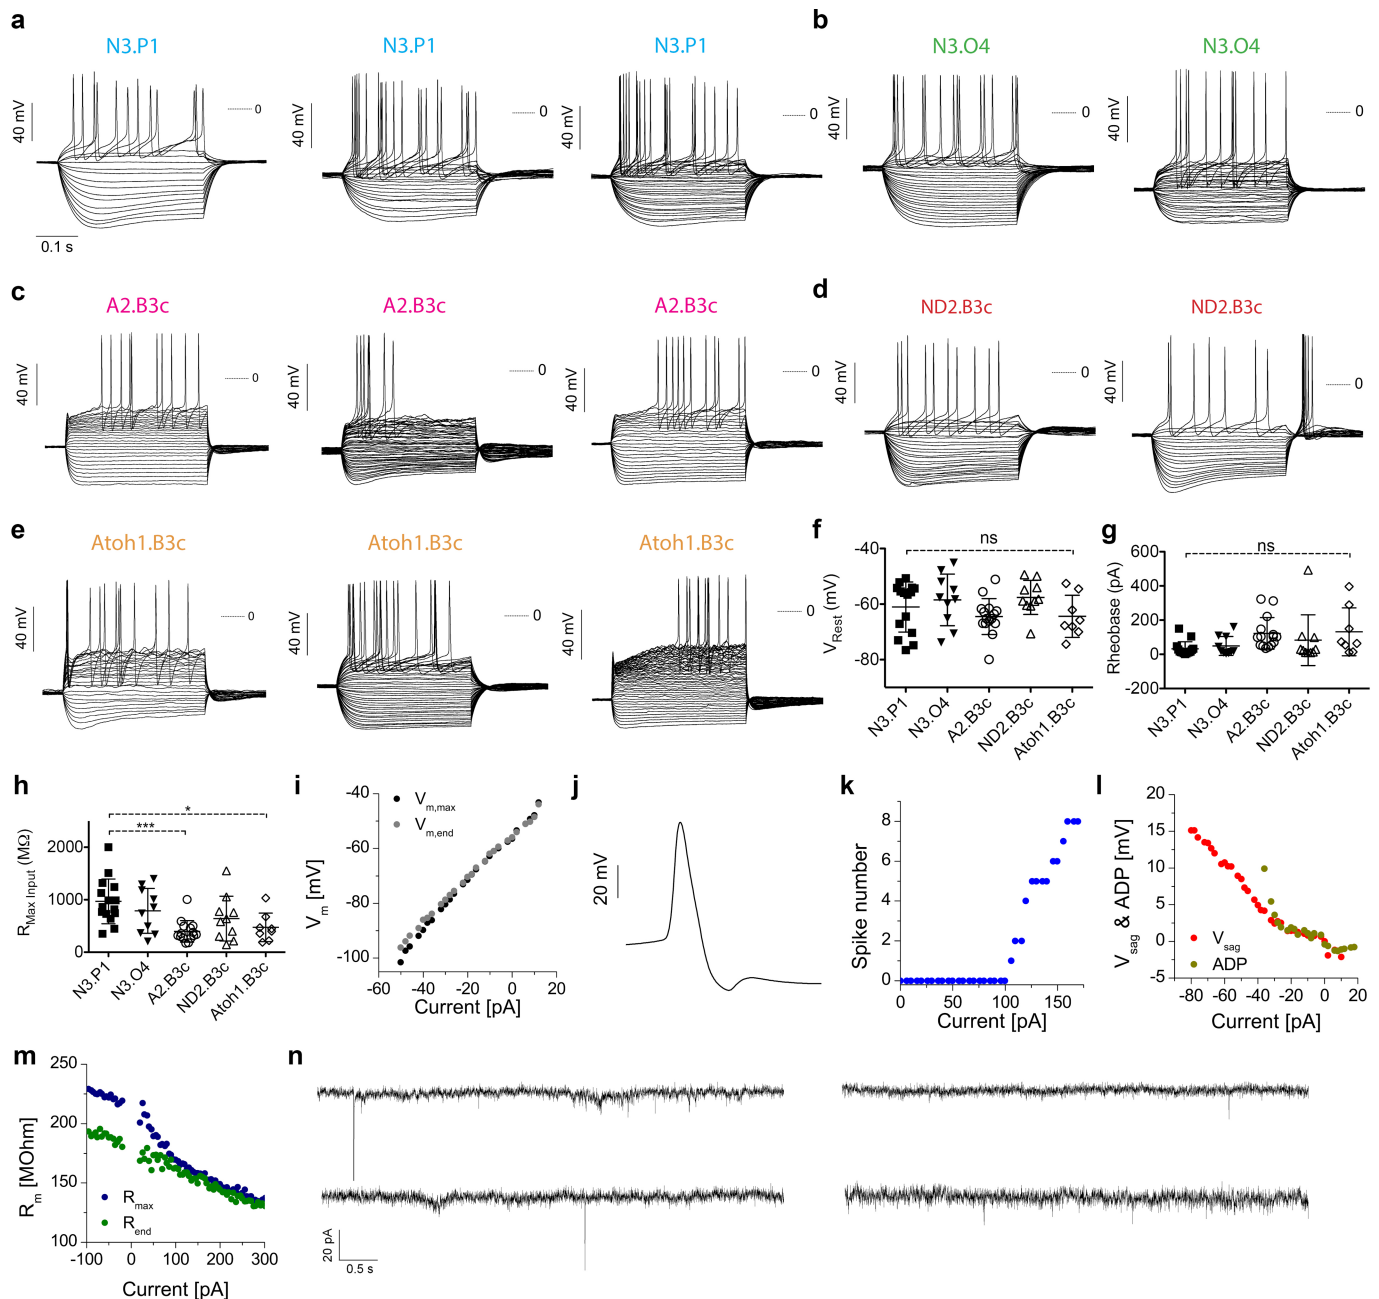 a
b
N3.P1
N3.P1
N3.P1
N3.O4
N3.O4
40 mV
0
40 mV
0
40 mV
0
40 mV
0
40 mV
0
0.1 s
c
d
A2.B3c
A2.B3c
A2.B3c
ND2.B3c
ND2.B3c
40 mV
0
40 mV
0
40 mV
0
40 mV
0
40 mV
0
e
Atoh1.B3c
Atoh1.B3c
Atoh1.B3c
40 mV
40 mV
40 mV
0
f
ns
VRest (mV)
-40
-60
-80
N3.P1
N3.O4
A2.B3c
ND2.B3c
Atoh1.B3c
g
ns
Rheobase (pA)
600
400
200
0
-200
N3.P1
N3.O4
A2.B3c
ND2.B3c
Atoh1.B3c
h
*
***
RMax Input (MΩ)
2000
1000
0
N3.P1
N3.O4
A2.B3c
ND2.B3c
Atoh1.B3c
i
Vm,max
Vm,end
Vm [mV]
-40
-60
-80
-100
-60 -40 -20 0 20
Current [pA]
j
20 mV
k
Spike number
8
6
4
2
0
0 50 100 150
Current [pA]
l
Vsag & ADP [mV]
20
15
10
5
0
-5
Vsag
ADP
-80 -60 -40 -20 0 20
Current [pA]
m
Rm [MOhm]
250
200
150
100
Rmax
Rend
-100 0 100 200 300
Current [pA]
n
20 pA
0.5 s